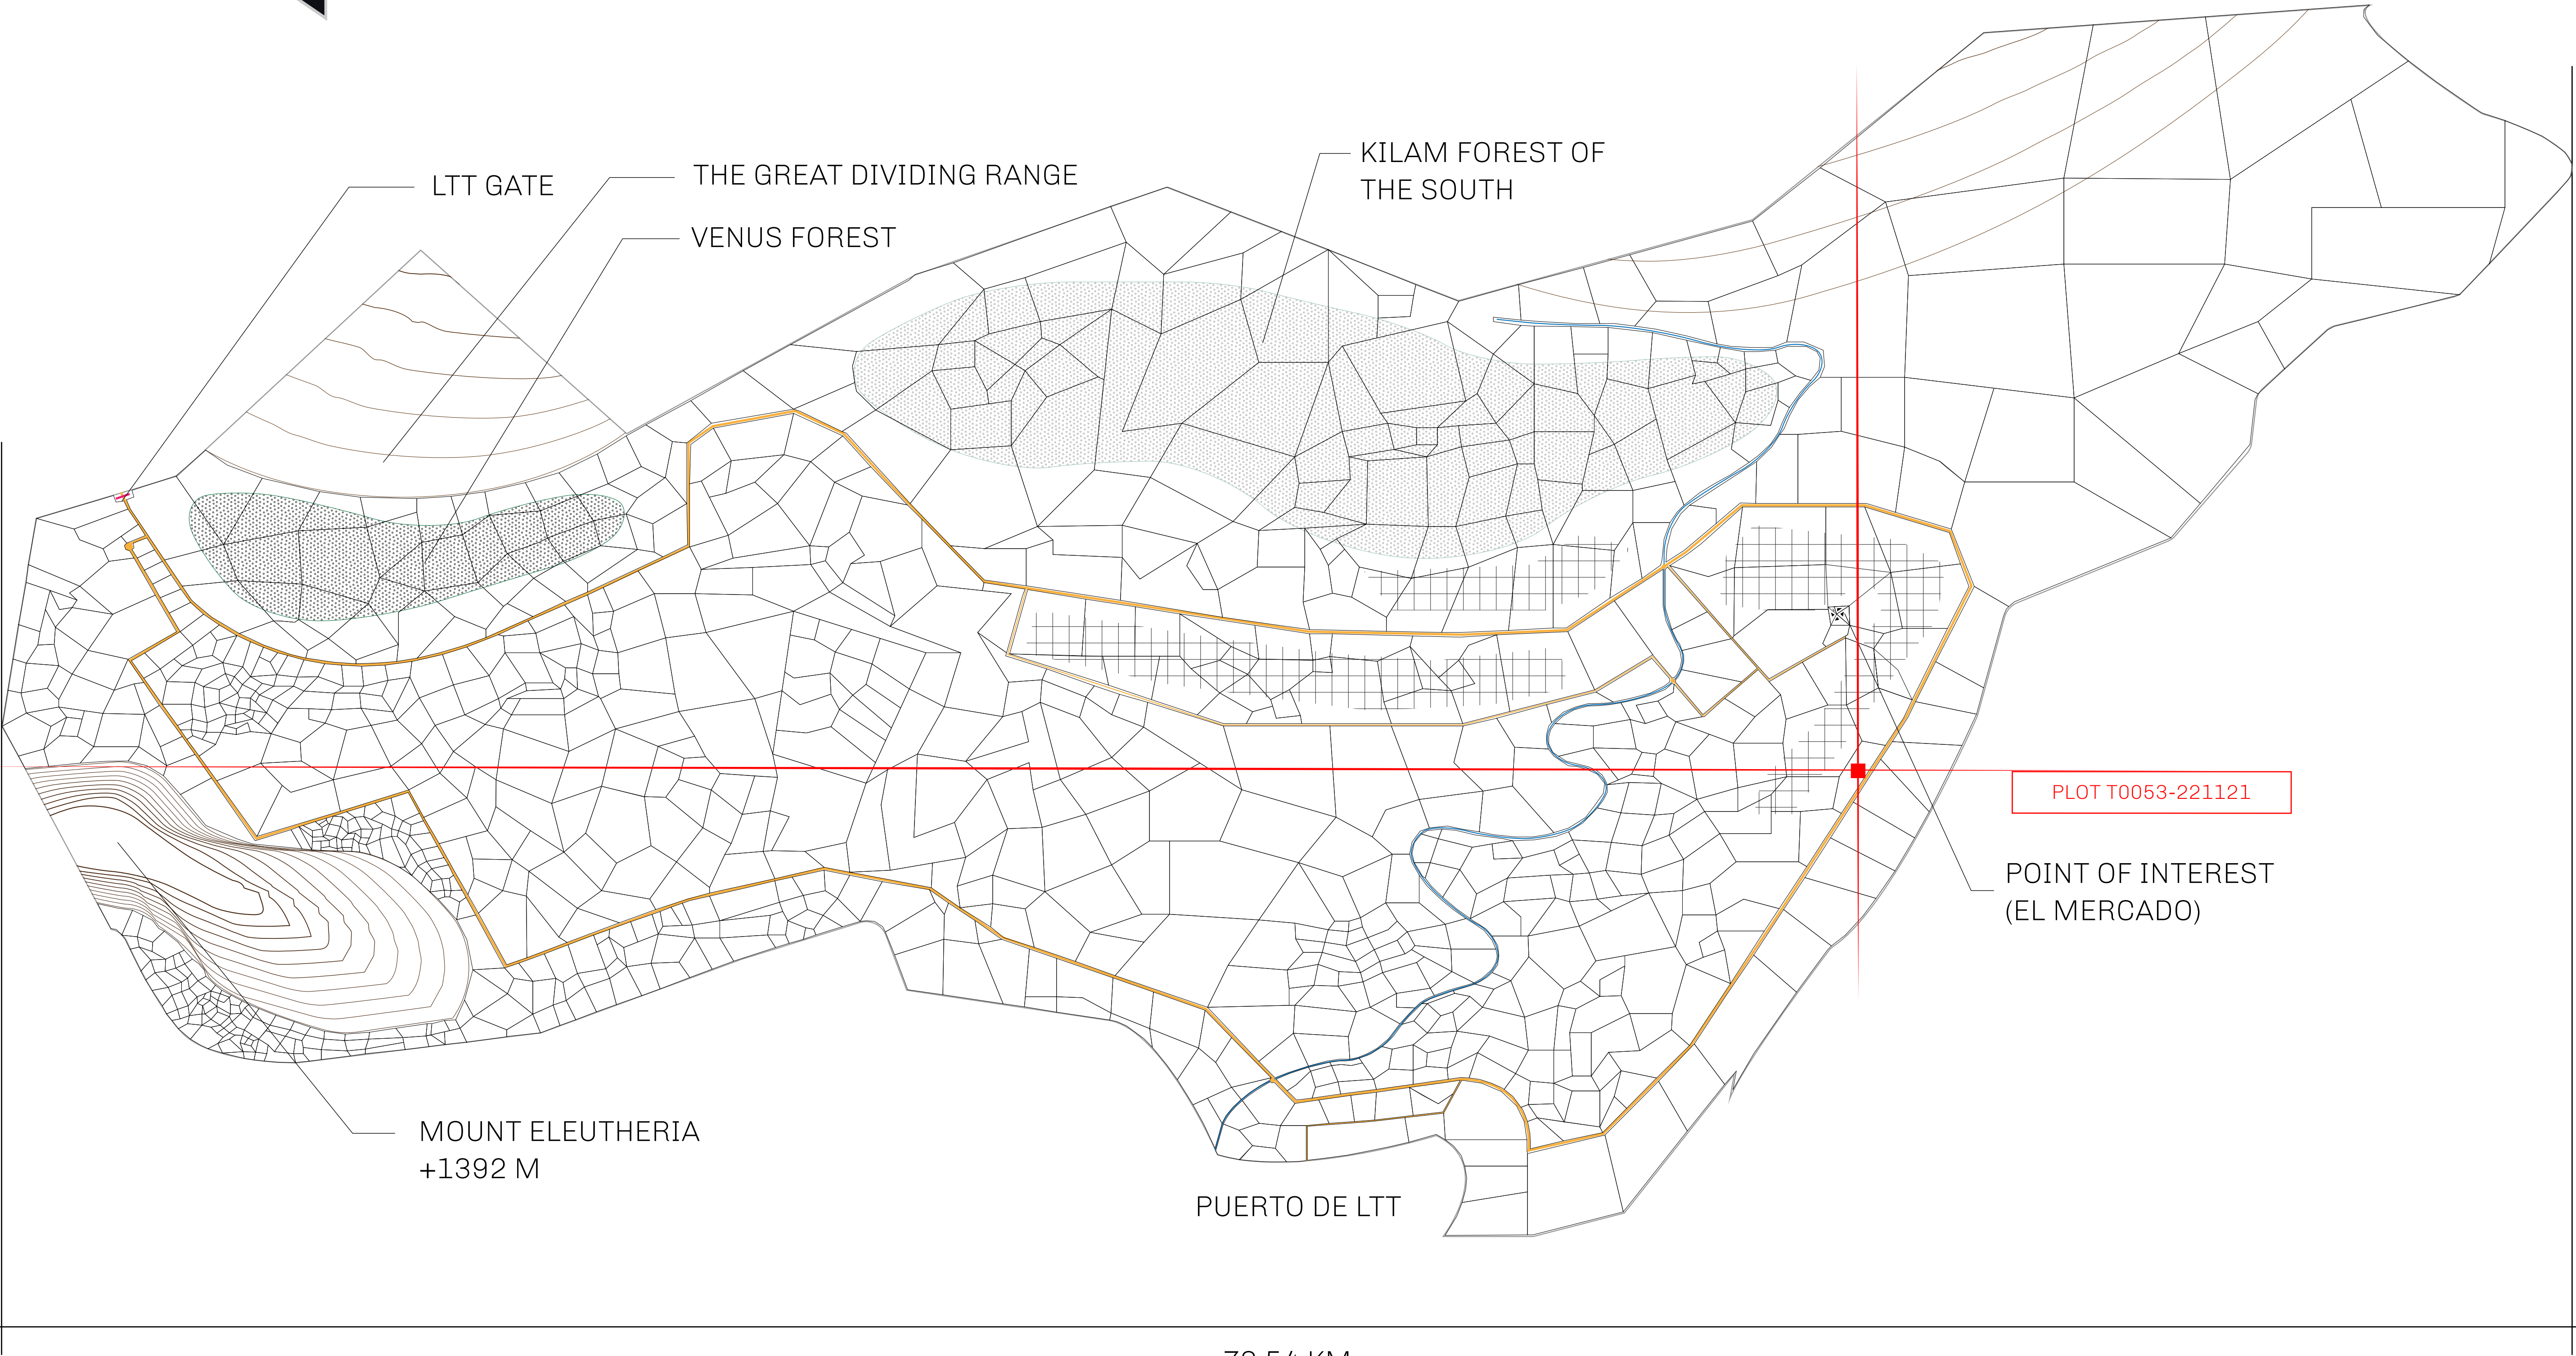 KILAM FOREST OF
THE SOUTH
LTT GATE
THE GREAT DIVIDING RANGE
VENUS FOREST
PLOT T0053-221121
POINT OF INTEREST
(EL MERCADO)
MOUNT ELEUTHERIA
+1392 M
PUERTO DE LTT